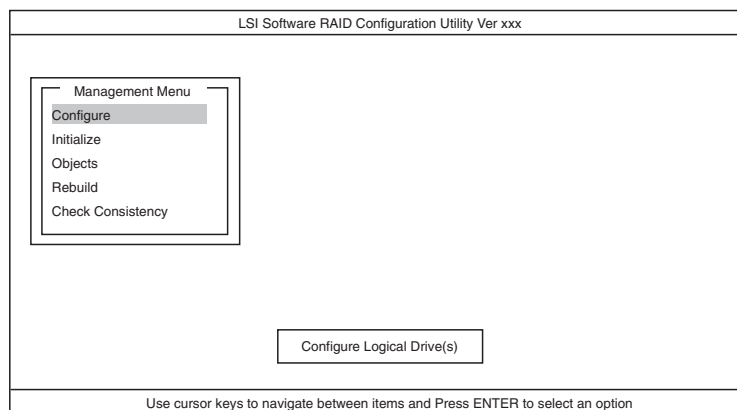 LSI Software RAID Configuration Utility Ver xxx
Management Menu
Configure
Initialize
Objects
Rebuild
Check Consistency
Configure Logical Drive(s)
Use cursor keys to navigate between items and Press ENTER to select an option